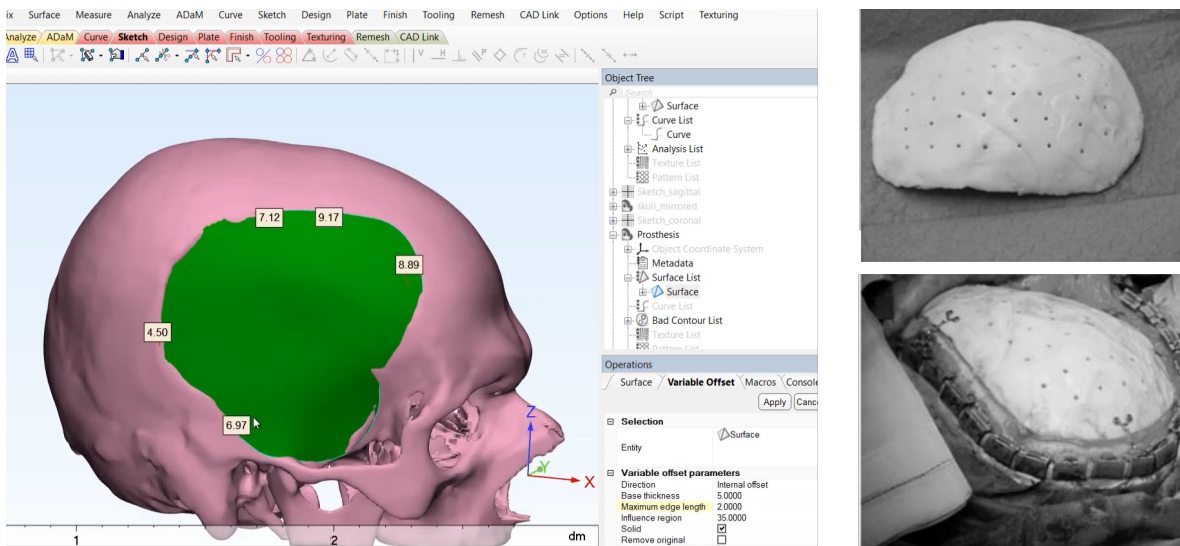 ix Surface Measure Analyze ADaM Curve Sketch Design Plate Finish Tooling Remesh CAD Link Options Help Script Texturing
Analyze ADaM Curve Sketch Design Plate Finish Tooling Texturing Remesh CAD Link
Object Tree
Search
Surface
Curve List
Curve
Analysis List
Texture List
Pattern List
Sketch_sagittal
skull_mirrored
Sketch_coronal
Prosthesis
Object Coordinate System
Metadata
Surface List
Surface
Curve List
Bad Contour List
Texture List
Pattern List
7.12 9.17
8.89
4.50
6.97
Z
Y
X
1 2 dm
Operations
Surface Variable Offset Macros Console
Apply Canc
Selection
Surface
Entity
Variable offset parameters
Direction Internal offset
Base thickness 5.0000
Maximum edge length 2.0000
Influence region 35.0000
Solid
Remove original